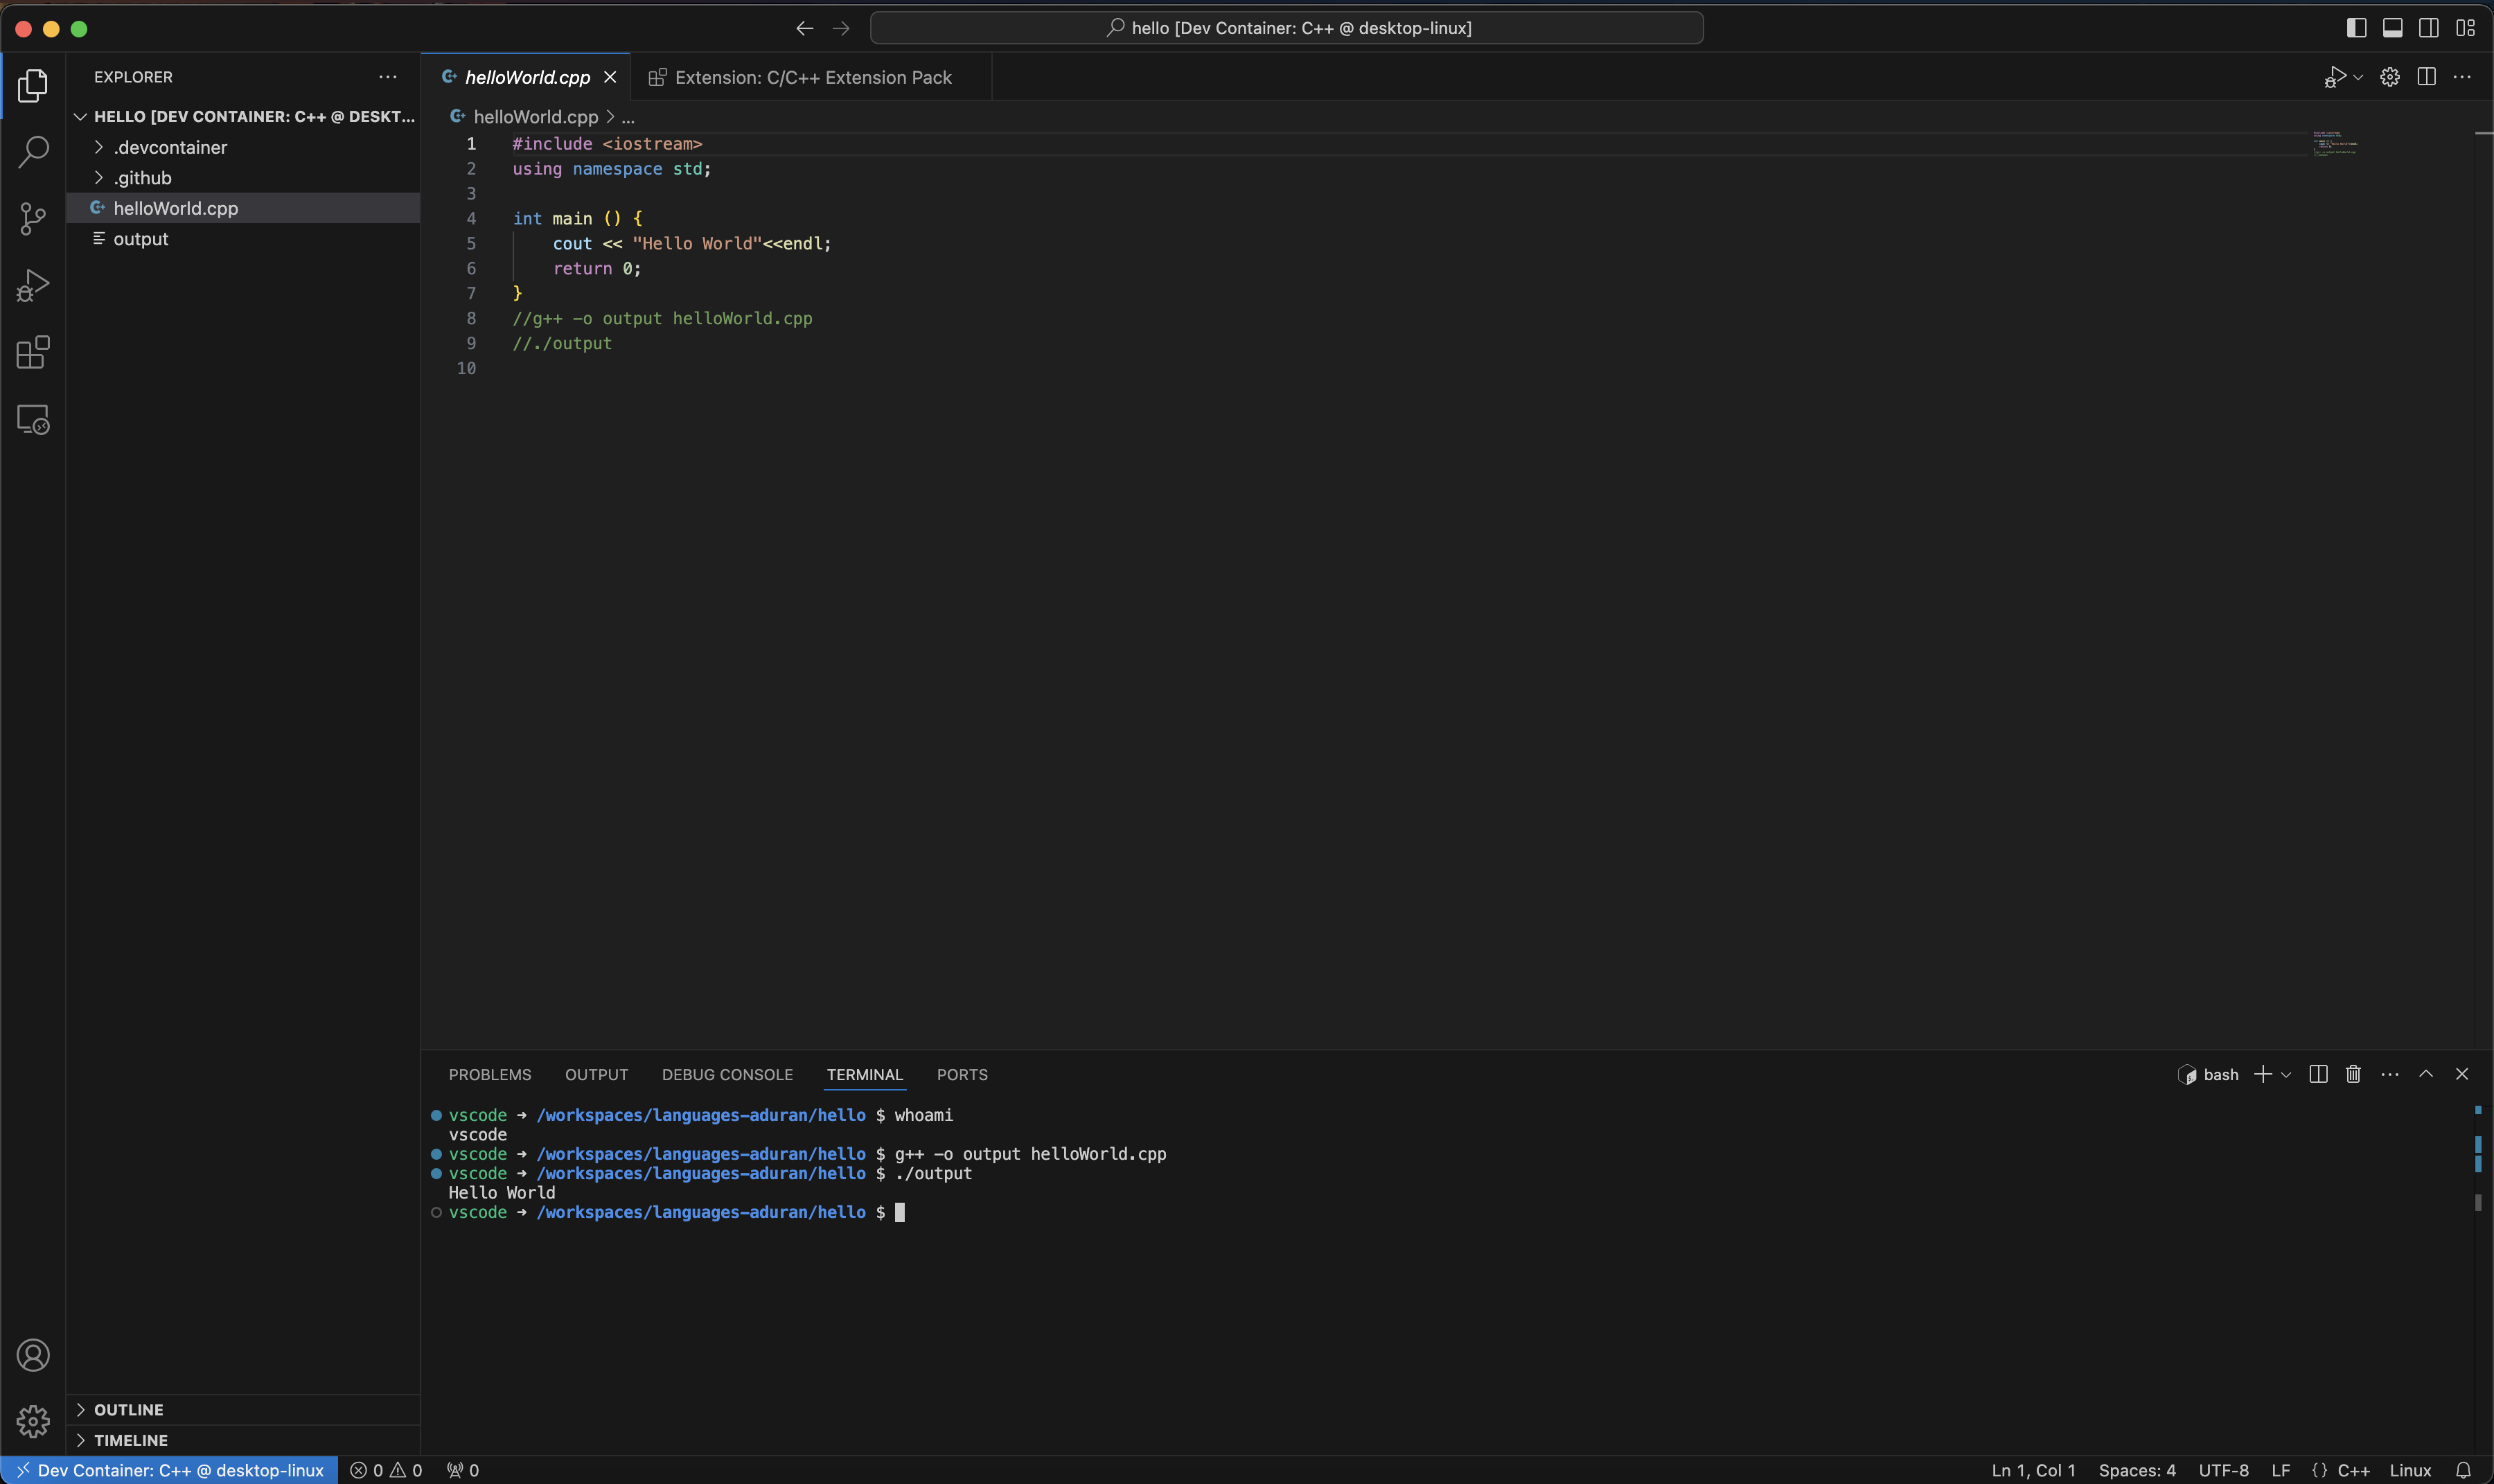 hello [Dev Container: C++ @ desktop-linux]
EXPLORER
HELLO [DEV CONTAINER: C++ @ DESKT...
.devcontainer
.github
helloWorld.cpp
output
helloWorld.cpp
Extension: C/C++ Extension Pack
helloWorld.cpp > ...
1 #include <iostream>
2 using namespace std;
3
4 int main () {
5     cout << "Hello World"<<endl;
6     return 0;
7 }
8 //g++ -o output helloWorld.cpp
9 //./output
10
PROBLEMS OUTPUT DEBUG CONSOLE TERMINAL PORTS
bash
vscode ➜ /workspaces/languages-aduran/hello $ whoami
vscode
vscode ➜ /workspaces/languages-aduran/hello $ g++ -o output helloWorld.cpp
vscode ➜ /workspaces/languages-aduran/hello $ ./output
Hello World
vscode ➜ /workspaces/languages-aduran/hello $
OUTLINE
TIMELINE
Dev Container: C++ @ desktop-linux 0 0 0
Ln 1, Col 1 Spaces: 4 UTF-8 LF {} C++ Linux